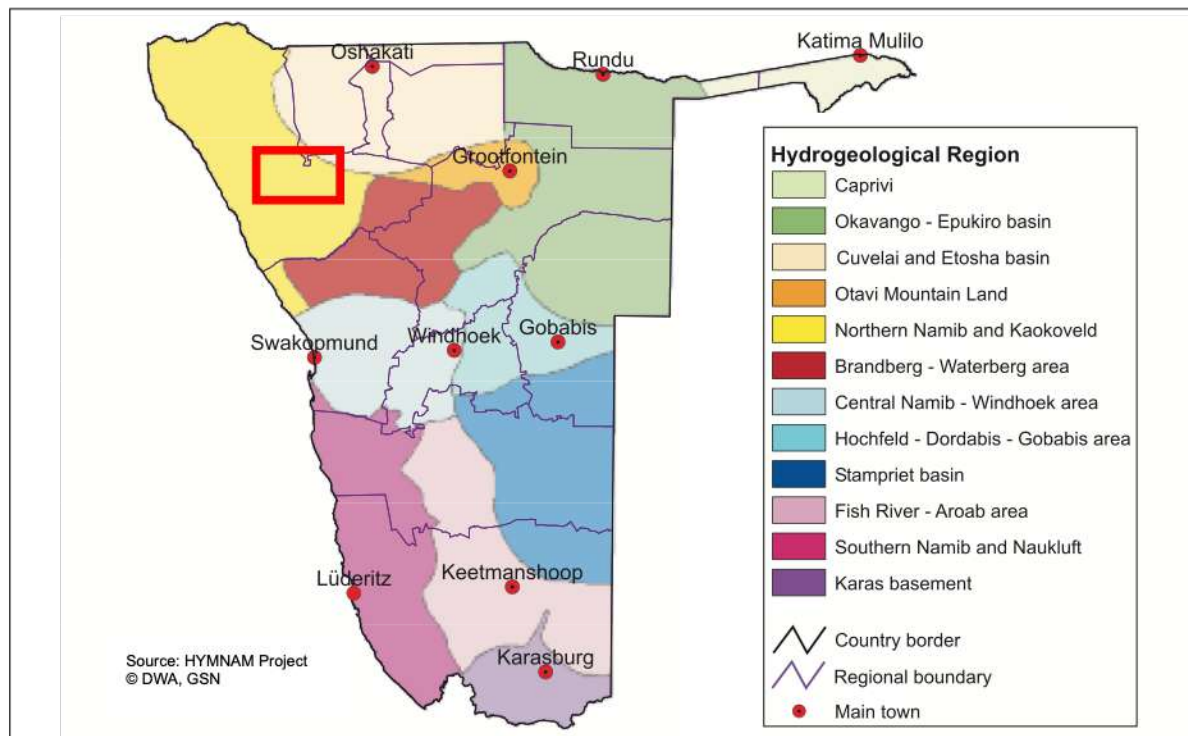 Katima Mulilo
Oshakati
Rundu
Grootfontein
Swakopmund
Windhoek
Gobabis
Lüderitz
Keetmanshoop
Karasburg
Source: HYMNAM Project
© DWA, GSN
Hydrogeological Region
Caprivi
Okavango - Epukiro basin
Cuvelai and Etosha basin
Otavi Mountain Land
Northern Namib and Kaokoveld
Brandberg - Waterberg area
Central Namib - Windhoek area
Hochfeld - Dordabis - Gobabis area
Stampriet basin
Fish River - Aroab area
Southern Namib and Naukluft
Karas basement
Country border
Regional boundary
Main town